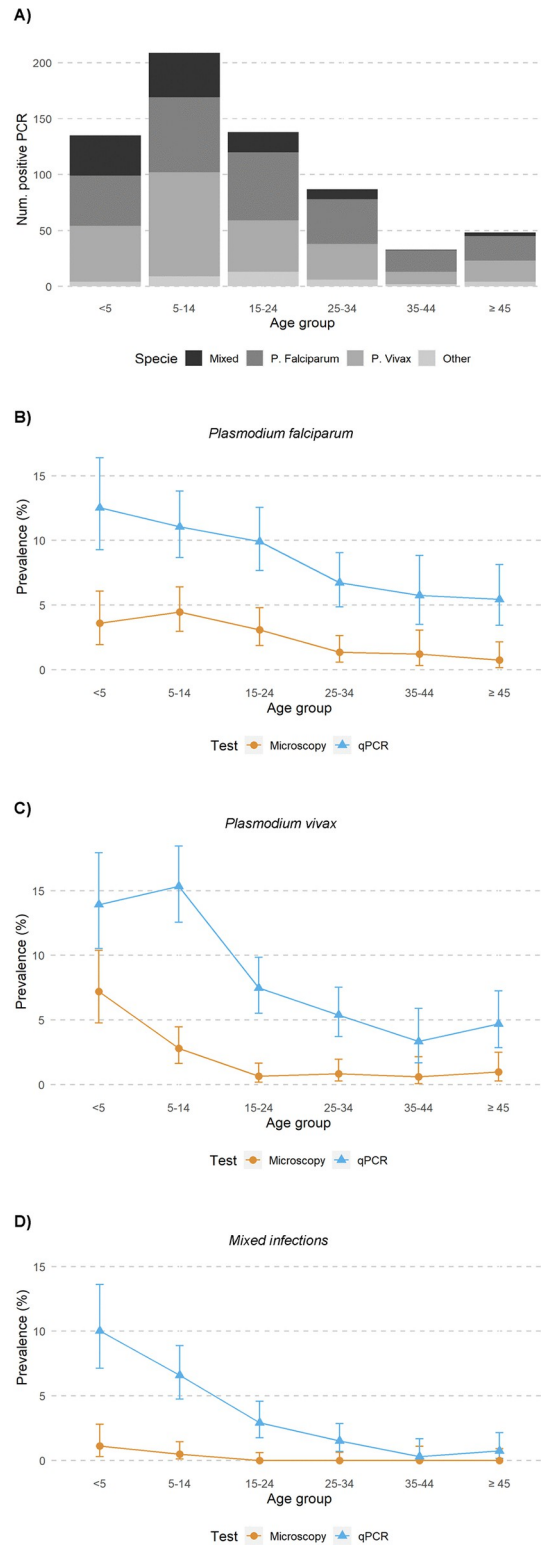 A)
Num. positive PCR
200
150
100
50
0
<5 5-14 15-24 25-34 35-44 ≥ 45
Age group
Specie Mixed P. Falciparum P. Vivax Other
B)
Plasmodium falciparum
Prevalence (%)
15
10
5
0
<5 5-14 15-24 25-34 35-44 ≥ 45
Age group
Test Microscopy qPCR
C)
Plasmodium vivax
Prevalence (%)
15
10
5
0
<5 5-14 15-24 25-34 35-44 ≥ 45
Age group
Test Microscopy qPCR
D)
Mixed infections
Prevalence (%)
15
10
5
0
<5 5-14 15-24 25-34 35-44 ≥ 45
Age group
Test Microscopy qPCR